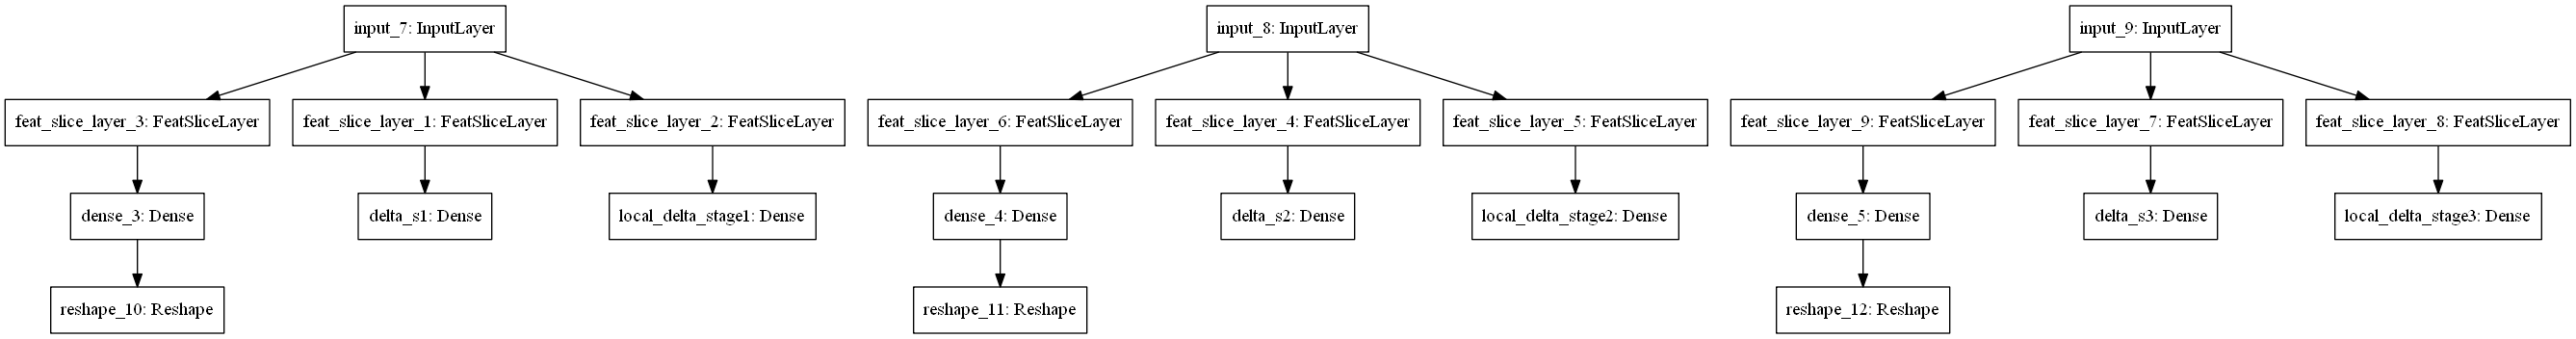 input_7: InputLayer
input_8: InputLayer
input_9: InputLayer
feat_slice_layer_3: FeatSliceLayer
feat_slice_layer_1: FeatSliceLayer
feat_slice_layer_2: FeatSliceLayer
feat_slice_layer_6: FeatSliceLayer
feat_slice_layer_4: FeatSliceLayer
feat_slice_layer_5: FeatSliceLayer
feat_slice_layer_9: FeatSliceLayer
feat_slice_layer_7: FeatSliceLayer
feat_slice_layer_8: FeatSliceLayer
dense_3: Dense
delta_s1: Dense
local_delta_stage1: Dense
dense_4: Dense
delta_s2: Dense
local_delta_stage2: Dense
dense_5: Dense
delta_s3: Dense
local_delta_stage3: Dense
reshape_10: Reshape
reshape_11: Reshape
reshape_12: Reshape